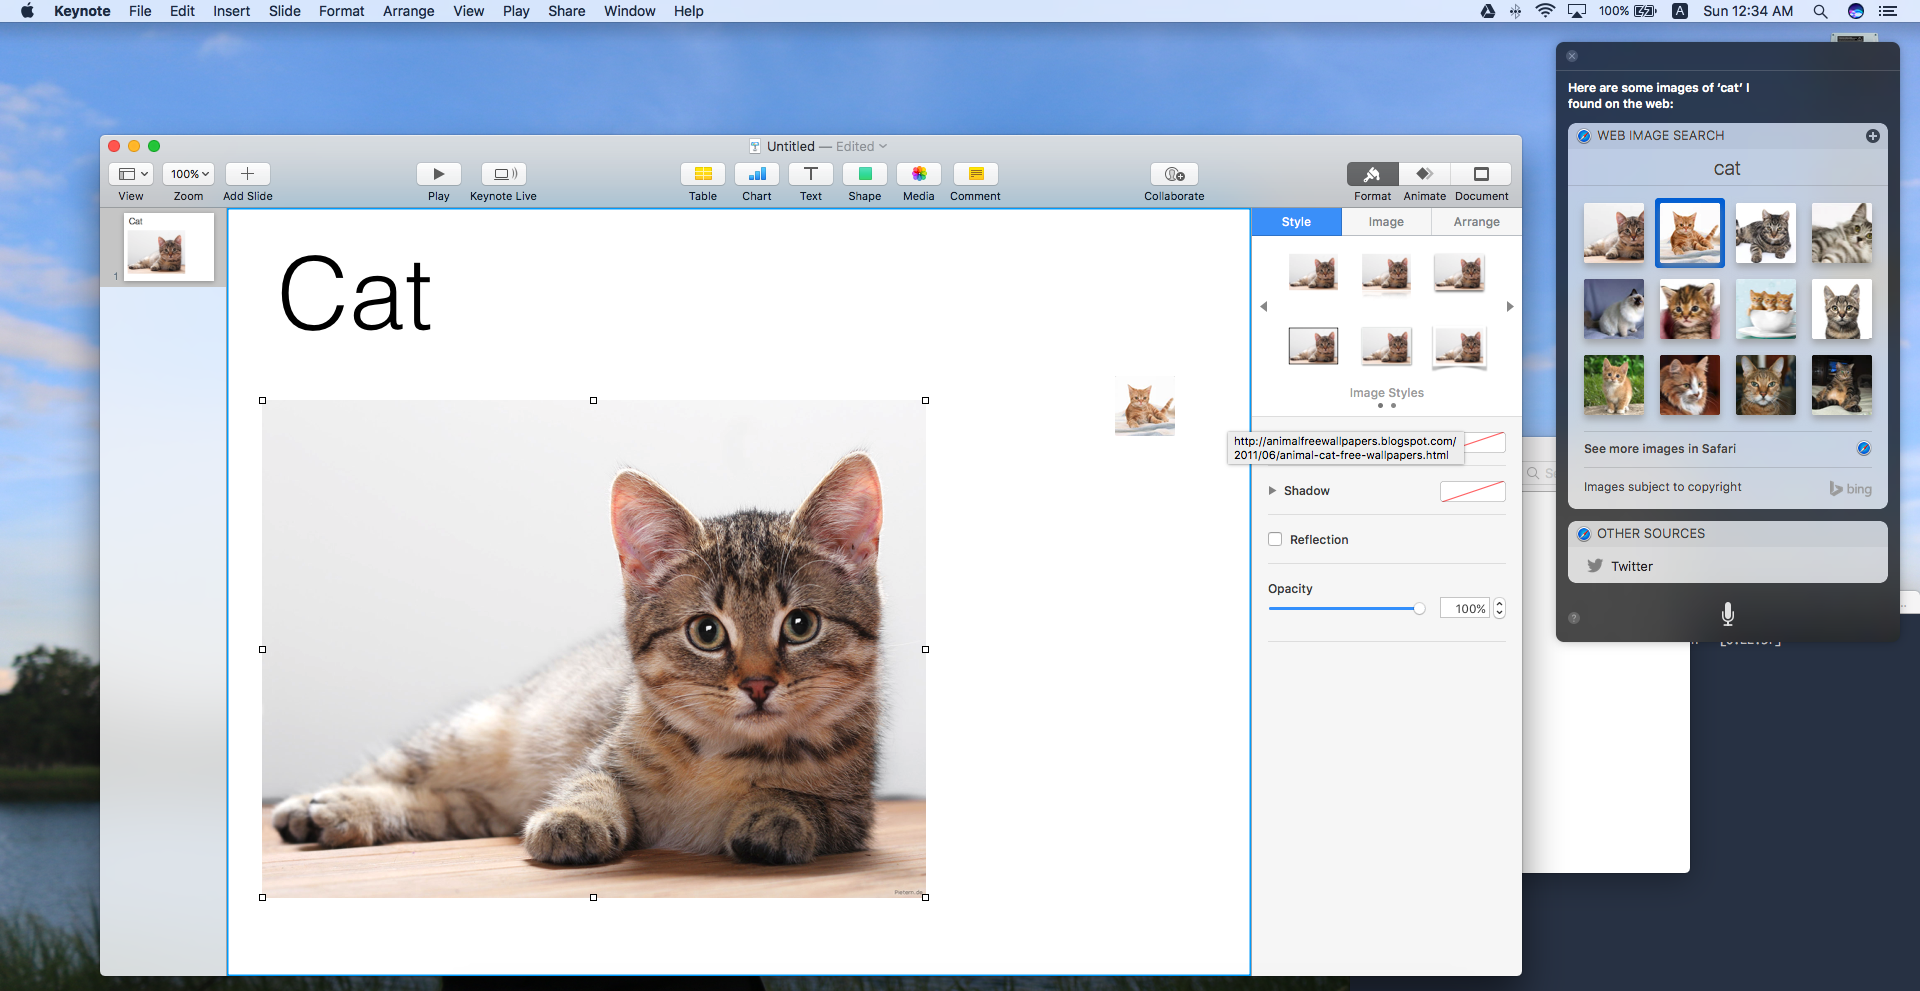 Keynote File Edit Insert Slide Format Arrange View Play Share Window Help
100% A Sun 12:34 AM
Untitled — Edited
100%
View Zoom Add Slide Play Keynote Live Table Chart Text Shape Media Comment Collaborate Format Animate Document
Cat
1
Cat
Style Image Arrange
Image Styles
http://animalfreewallpapers.blogspot.com/
2011/06/animal-cat-free-wallpapers.html
Shadow
Reflection
Opacity
100%
Here are some images of ‘cat’ I
found on the web:
WEB IMAGE SEARCH
cat
See more images in Safari
Images subject to copyright
bing
OTHER SOURCES
Twitter
?